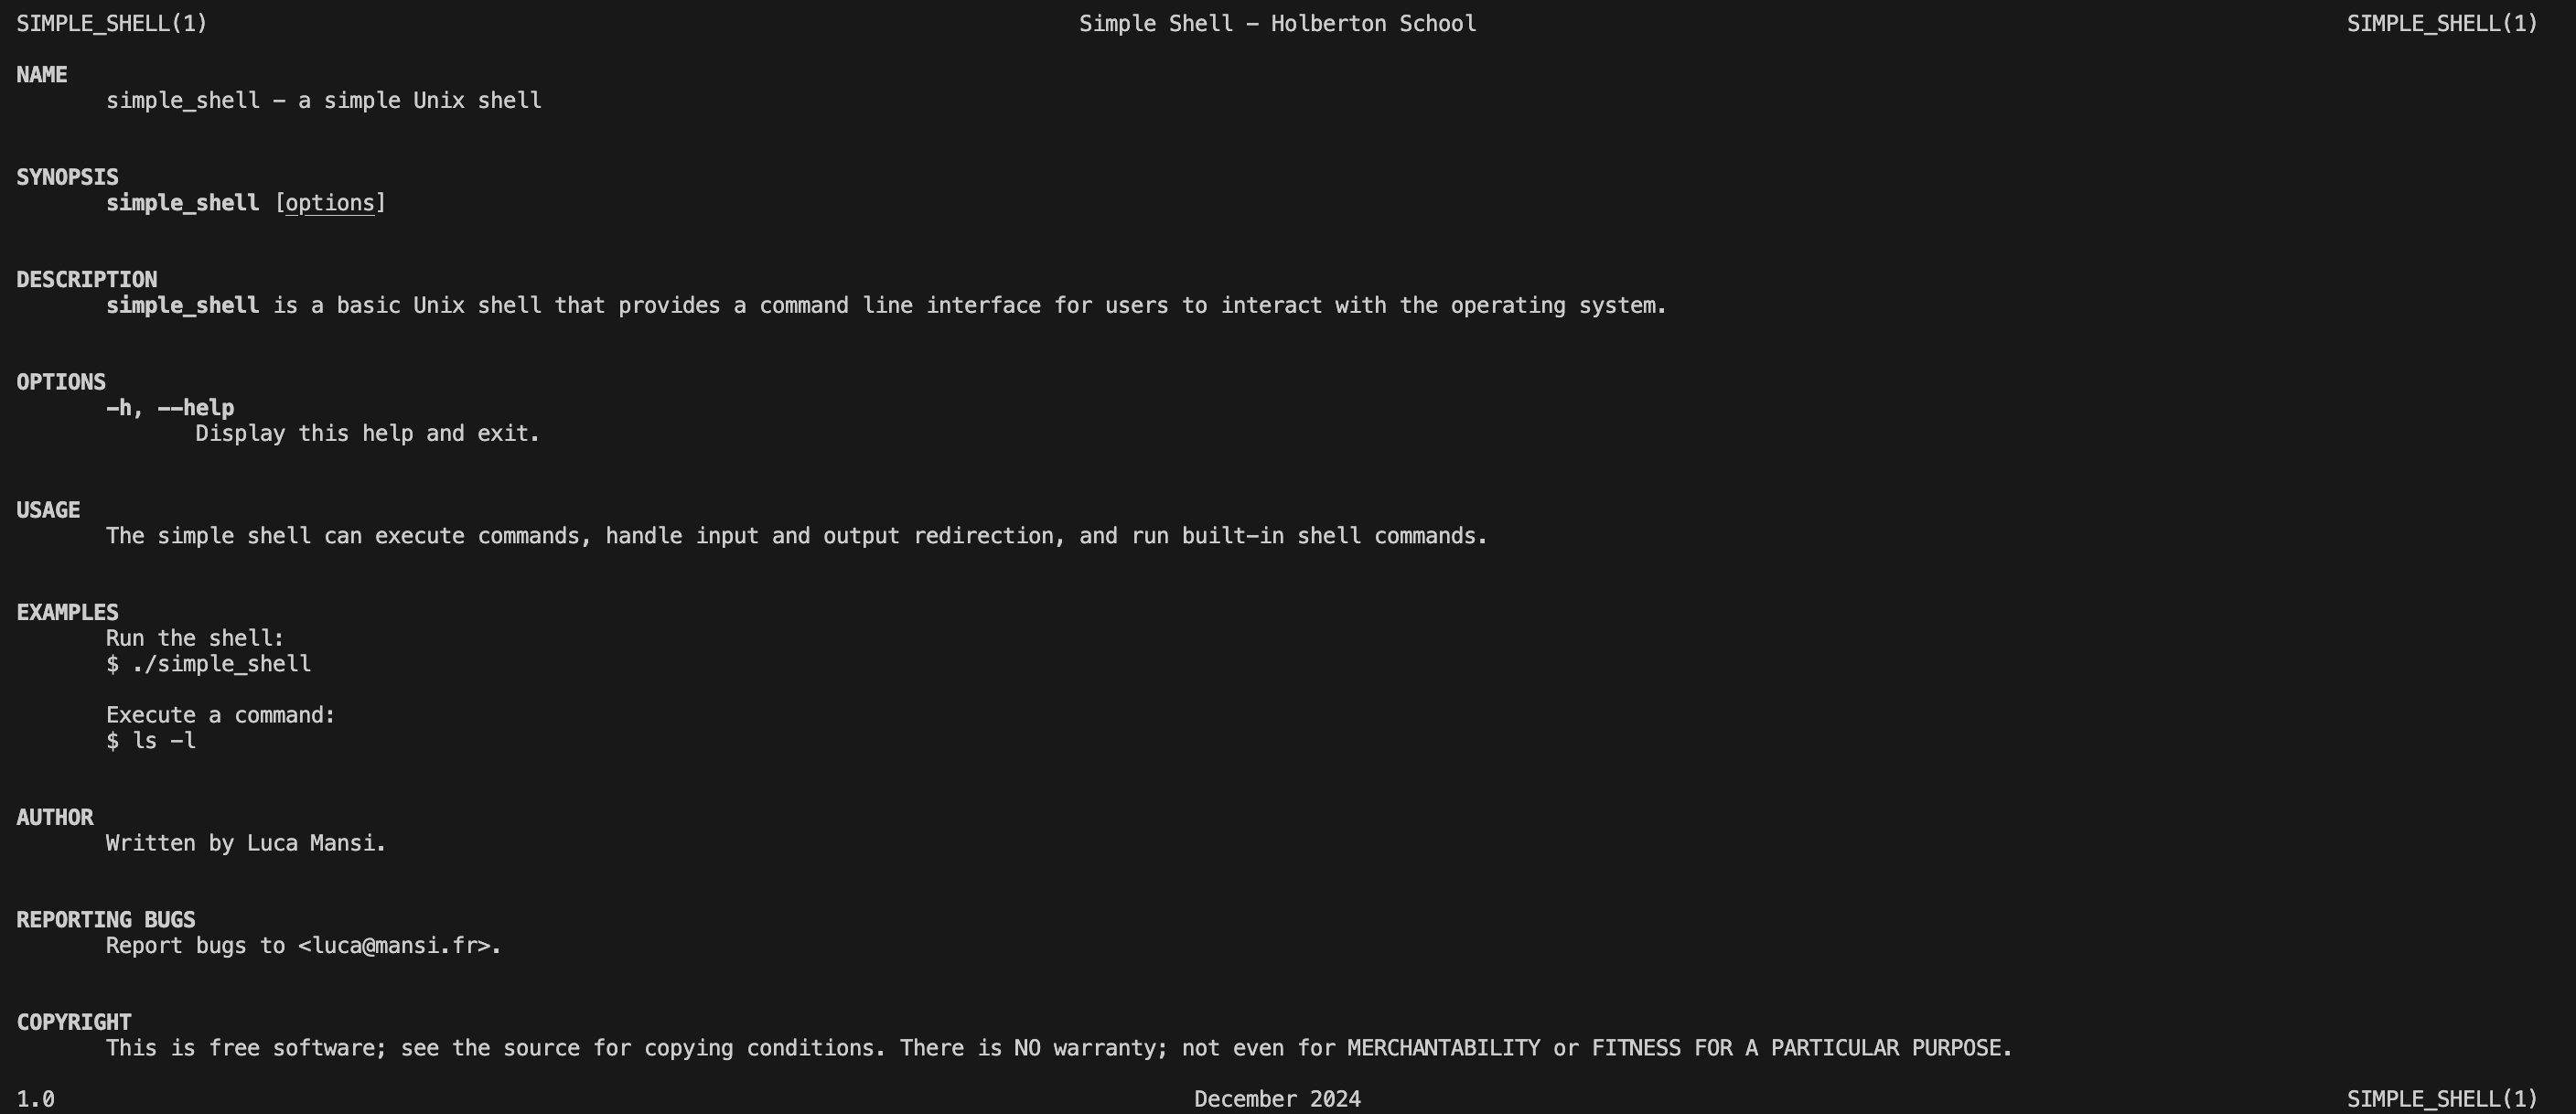 SIMPLE_SHELL(1) Simple Shell - Holberton School SIMPLE_SHELL(1)
NAME
simple_shell - a simple Unix shell
SYNOPSIS
simple_shell [options]
DESCRIPTION
simple_shell is a basic Unix shell that provides a command line interface for users to interact with the operating system.
OPTIONS
-h, --help
Display this help and exit.
USAGE
The simple shell can execute commands, handle input and output redirection, and run built-in shell commands.
EXAMPLES
Run the shell:
$ ./simple_shell
Execute a command:
$ ls -l
AUTHOR
Written by Luca Mansi.
REPORTING BUGS
Report bugs to <luca@mansi.fr>.
COPYRIGHT
This is free software; see the source for copying conditions. There is NO warranty; not even for MERCHANTABILITY or FITNESS FOR A PARTICULAR PURPOSE.
1.0 December 2024 SIMPLE_SHELL(1)